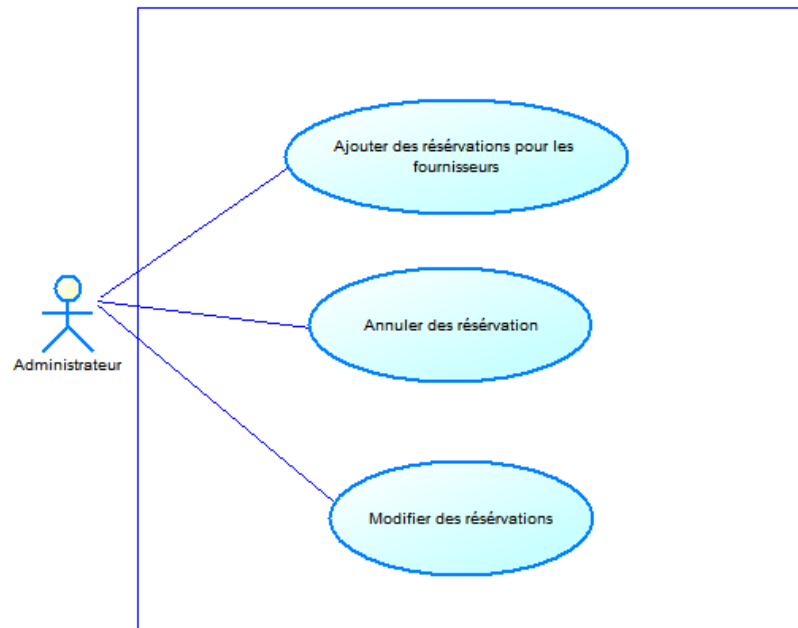 Ajouter des résérvations pour les
fournisseurs
Annuler des résérvation
Administrateur
Modifier des résérvations